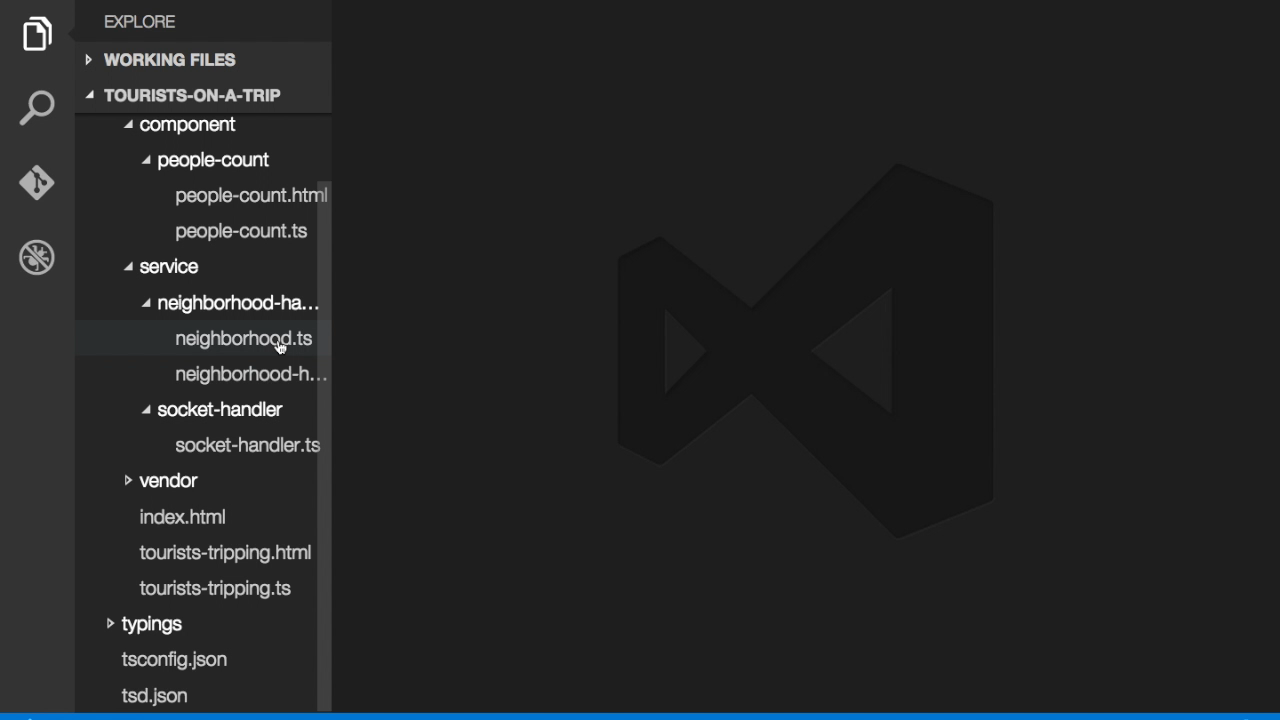 EXPLORE
WORKING FILES
TOURISTS-ON-A-TRIP
component
people-count
people-count.html
people-count.ts
service
neighborhood-ha...
neighborhood.ts
neighborhood-h...
socket-handler
socket-handler.ts
vendor
index.html
tourists-tripping.html
tourists-tripping.ts
typings
tsconfig.json
tsd.json